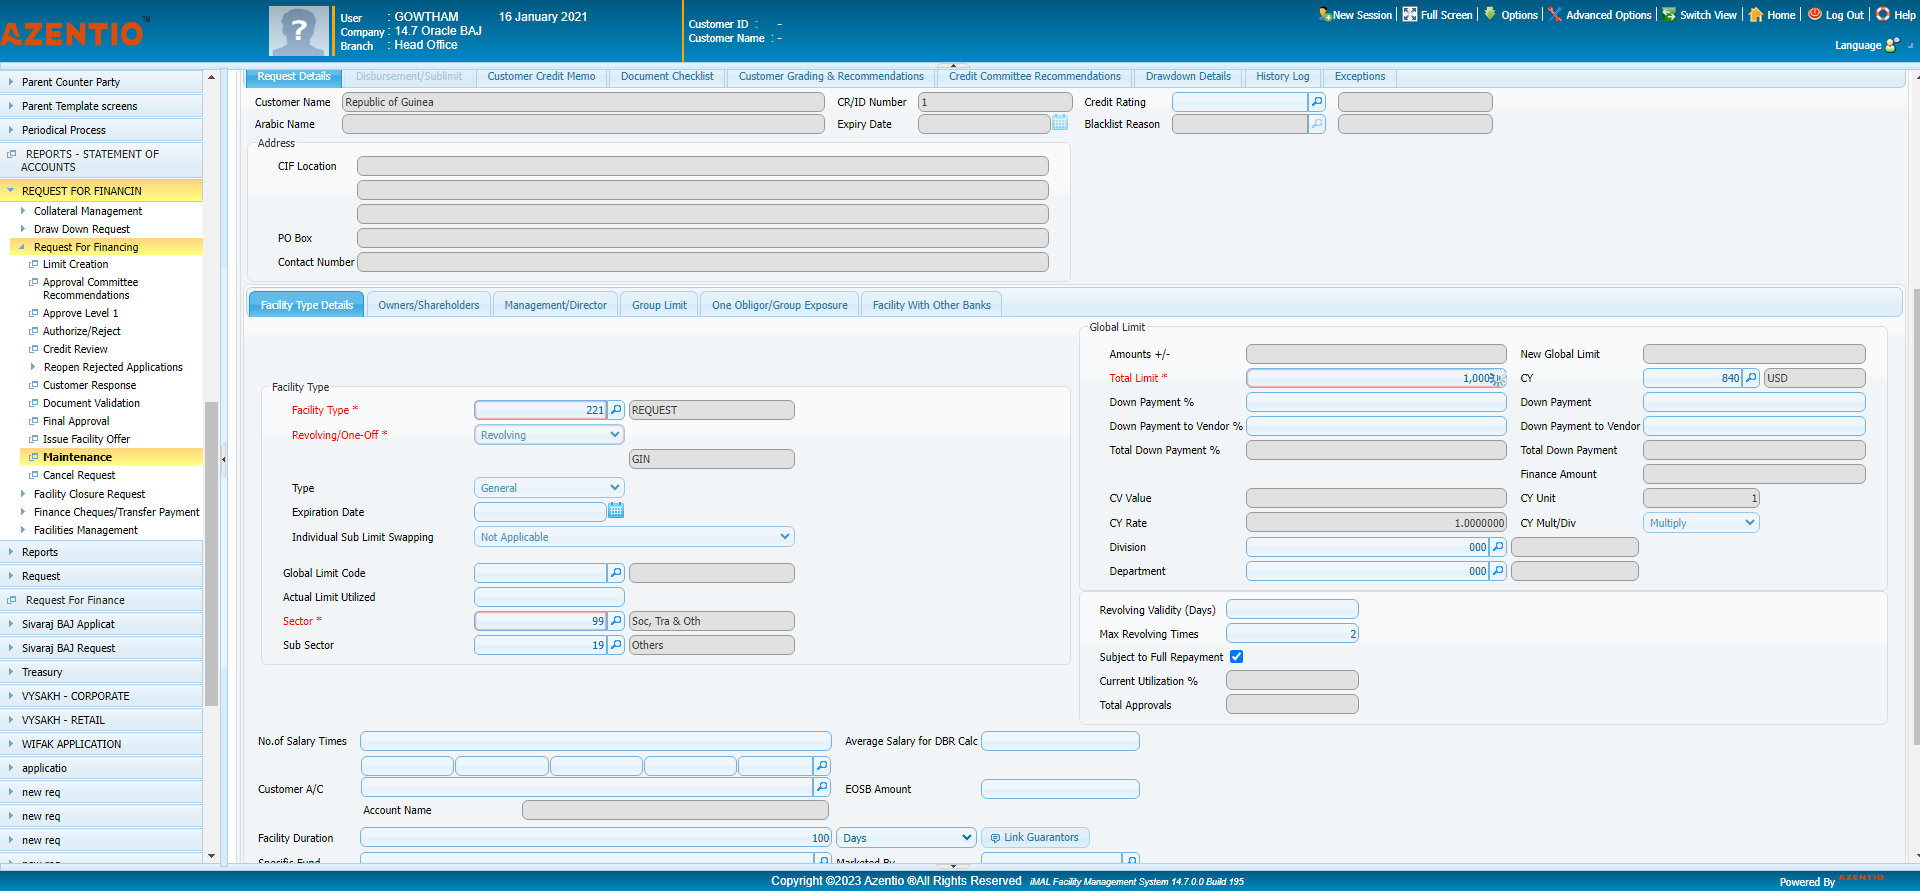 AZENTIO™
User : GOWTHAM 16 January 2021
Company : 14.7 Oracle BAJ
Branch : Head Office
Customer ID : -
Customer Name : -
New Session
Full Screen
Options
Advanced Options
Switch View
Home
Log Out
Help
Language
Parent Counter Party
Parent Template screens
Periodical Process
REPORTS - STATEMENT OF
ACCOUNTS
REQUEST FOR FINANCIN
Collateral Management
Draw Down Request
Request For Financing
Limit Creation
Approval Committee
Recommendations
Approve Level 1
Authorize/Reject
Credit Review
Reopen Rejected Applications
Customer Response
Document Validation
Final Approval
Issue Facility Offer
Maintenance
Cancel Request
Facility Closure Request
Finance Cheques/Transfer Payment
Facilities Management
Reports
Request
Request For Finance
Sivaraj BAJ Applicat
Sivaraj BAJ Request
Treasury
VYSAKH - CORPORATE
VYSAKH - RETAIL
WIFAK APPLICATION
applicatio
new req
new req
new req
Request Details
Disbursement/Sublimit
Customer Credit Memo
Document Checklist
Customer Grading & Recommendations
Credit Committee Recommendations
Drawdown Details
History Log
Exceptions
Customer Name Republic of Guinea CR/ID Number 1 Credit Rating
Arabic Name Expiry Date Blacklist Reason
Address
CIF Location
PO Box
Contact Number
Facility Type Details
Owners/Shareholders
Management/Director
Group Limit
One Obligor/Group Exposure
Facility With Other Banks
Facility Type
Facility Type * 221 REQUEST
Revolving/One-Off * Revolving
GIN
Type General
Expiration Date
Individual Sub Limit Swapping Not Applicable
Global Limit Code
Actual Limit Utilized
Sector * 99 Soc, Tra & Oth
Sub Sector 19 Others
Global Limit
Amounts +/- New Global Limit
Total Limit * CY 840 USD
Down Payment % Down Payment
Down Payment to Vendor % Down Payment to Vendor
Total Down Payment % Total Down Payment
Finance Amount
CV Value CY Unit 1
CY Rate 1.0000000 CY Mult/Div Multiply
Division 000
Department 000
Revolving Validity (Days)
Max Revolving Times 2
Subject to Full Repayment
Current Utilization %
Total Approvals
No.of Salary Times Average Salary for DBR Calc
Customer A/C EOSB Amount
Account Name
Facility Duration 100 Days Link Guarantors
Specific Fund Marketed By
Copyright ©2023 Azentio ®All Rights Reserved iMAL Facility Management System 14.7.0.0 Build 195
Powered By AZENTIO